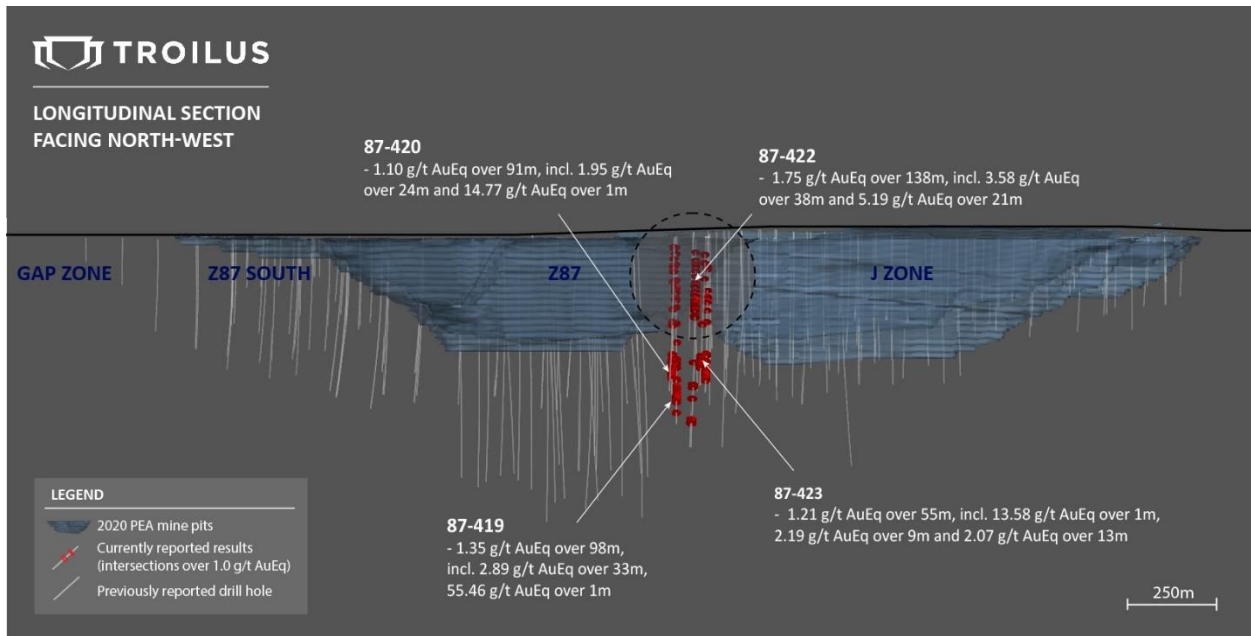 TROILUS
LONGITUDINAL SECTION
FACING NORTH-WEST
87-420
- 1.10 g/t AuEq over 91m, incl. 1.95 g/t AuEq
over 24m and 14.77 g/t AuEq over 1m
87-422
- 1.75 g/t AuEq over 138m, incl. 3.58 g/t AuEq
over 38m and 5.19 g/t AuEq over 21m
GAP ZONE
Z87 SOUTH
Z87
J ZONE
LEGEND
2020 PEA mine pits
Currently reported results
(intersections over 1.0 g/t AuEq)
Previously reported drill hole
87-419
- 1.35 g/t AuEq over 98m,
incl. 2.89 g/t AuEq over 33m,
55.46 g/t AuEq over 1m
87-423
- 1.21 g/t AuEq over 55m, incl. 13.58 g/t AuEq over 1m,
2.19 g/t AuEq over 9m and 2.07 g/t AuEq over 13m
250m